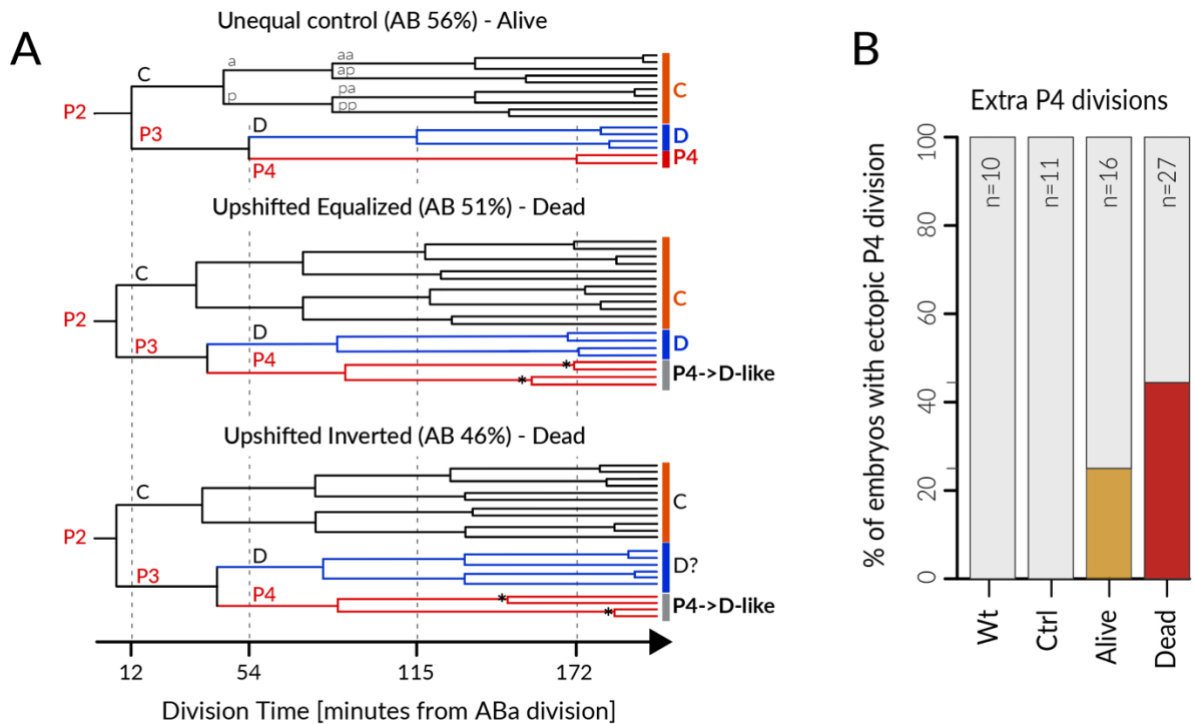 A
Unequal control (AB 56%) - Alive
P2
C
P3
a
p
aa
ap
pa
pp
D
P4
C
D
P4
Upshifted Equalized (AB 51%) - Dead
P2
C
P3
D
P4
*
*
C
D
P4->D-like
Upshifted Inverted (AB 46%) - Dead
P2
C
P3
D
P4
*
*
C
D?
P4->D-like
12 54 115 172
Division Time [minutes from ABa division]
B
Extra P4 divisions
% of embryos with ectopic P4 division
100
80
60
40
20
0
n=10
n=11
n=16
n=27
Wt
Ctrl
Alive
Dead